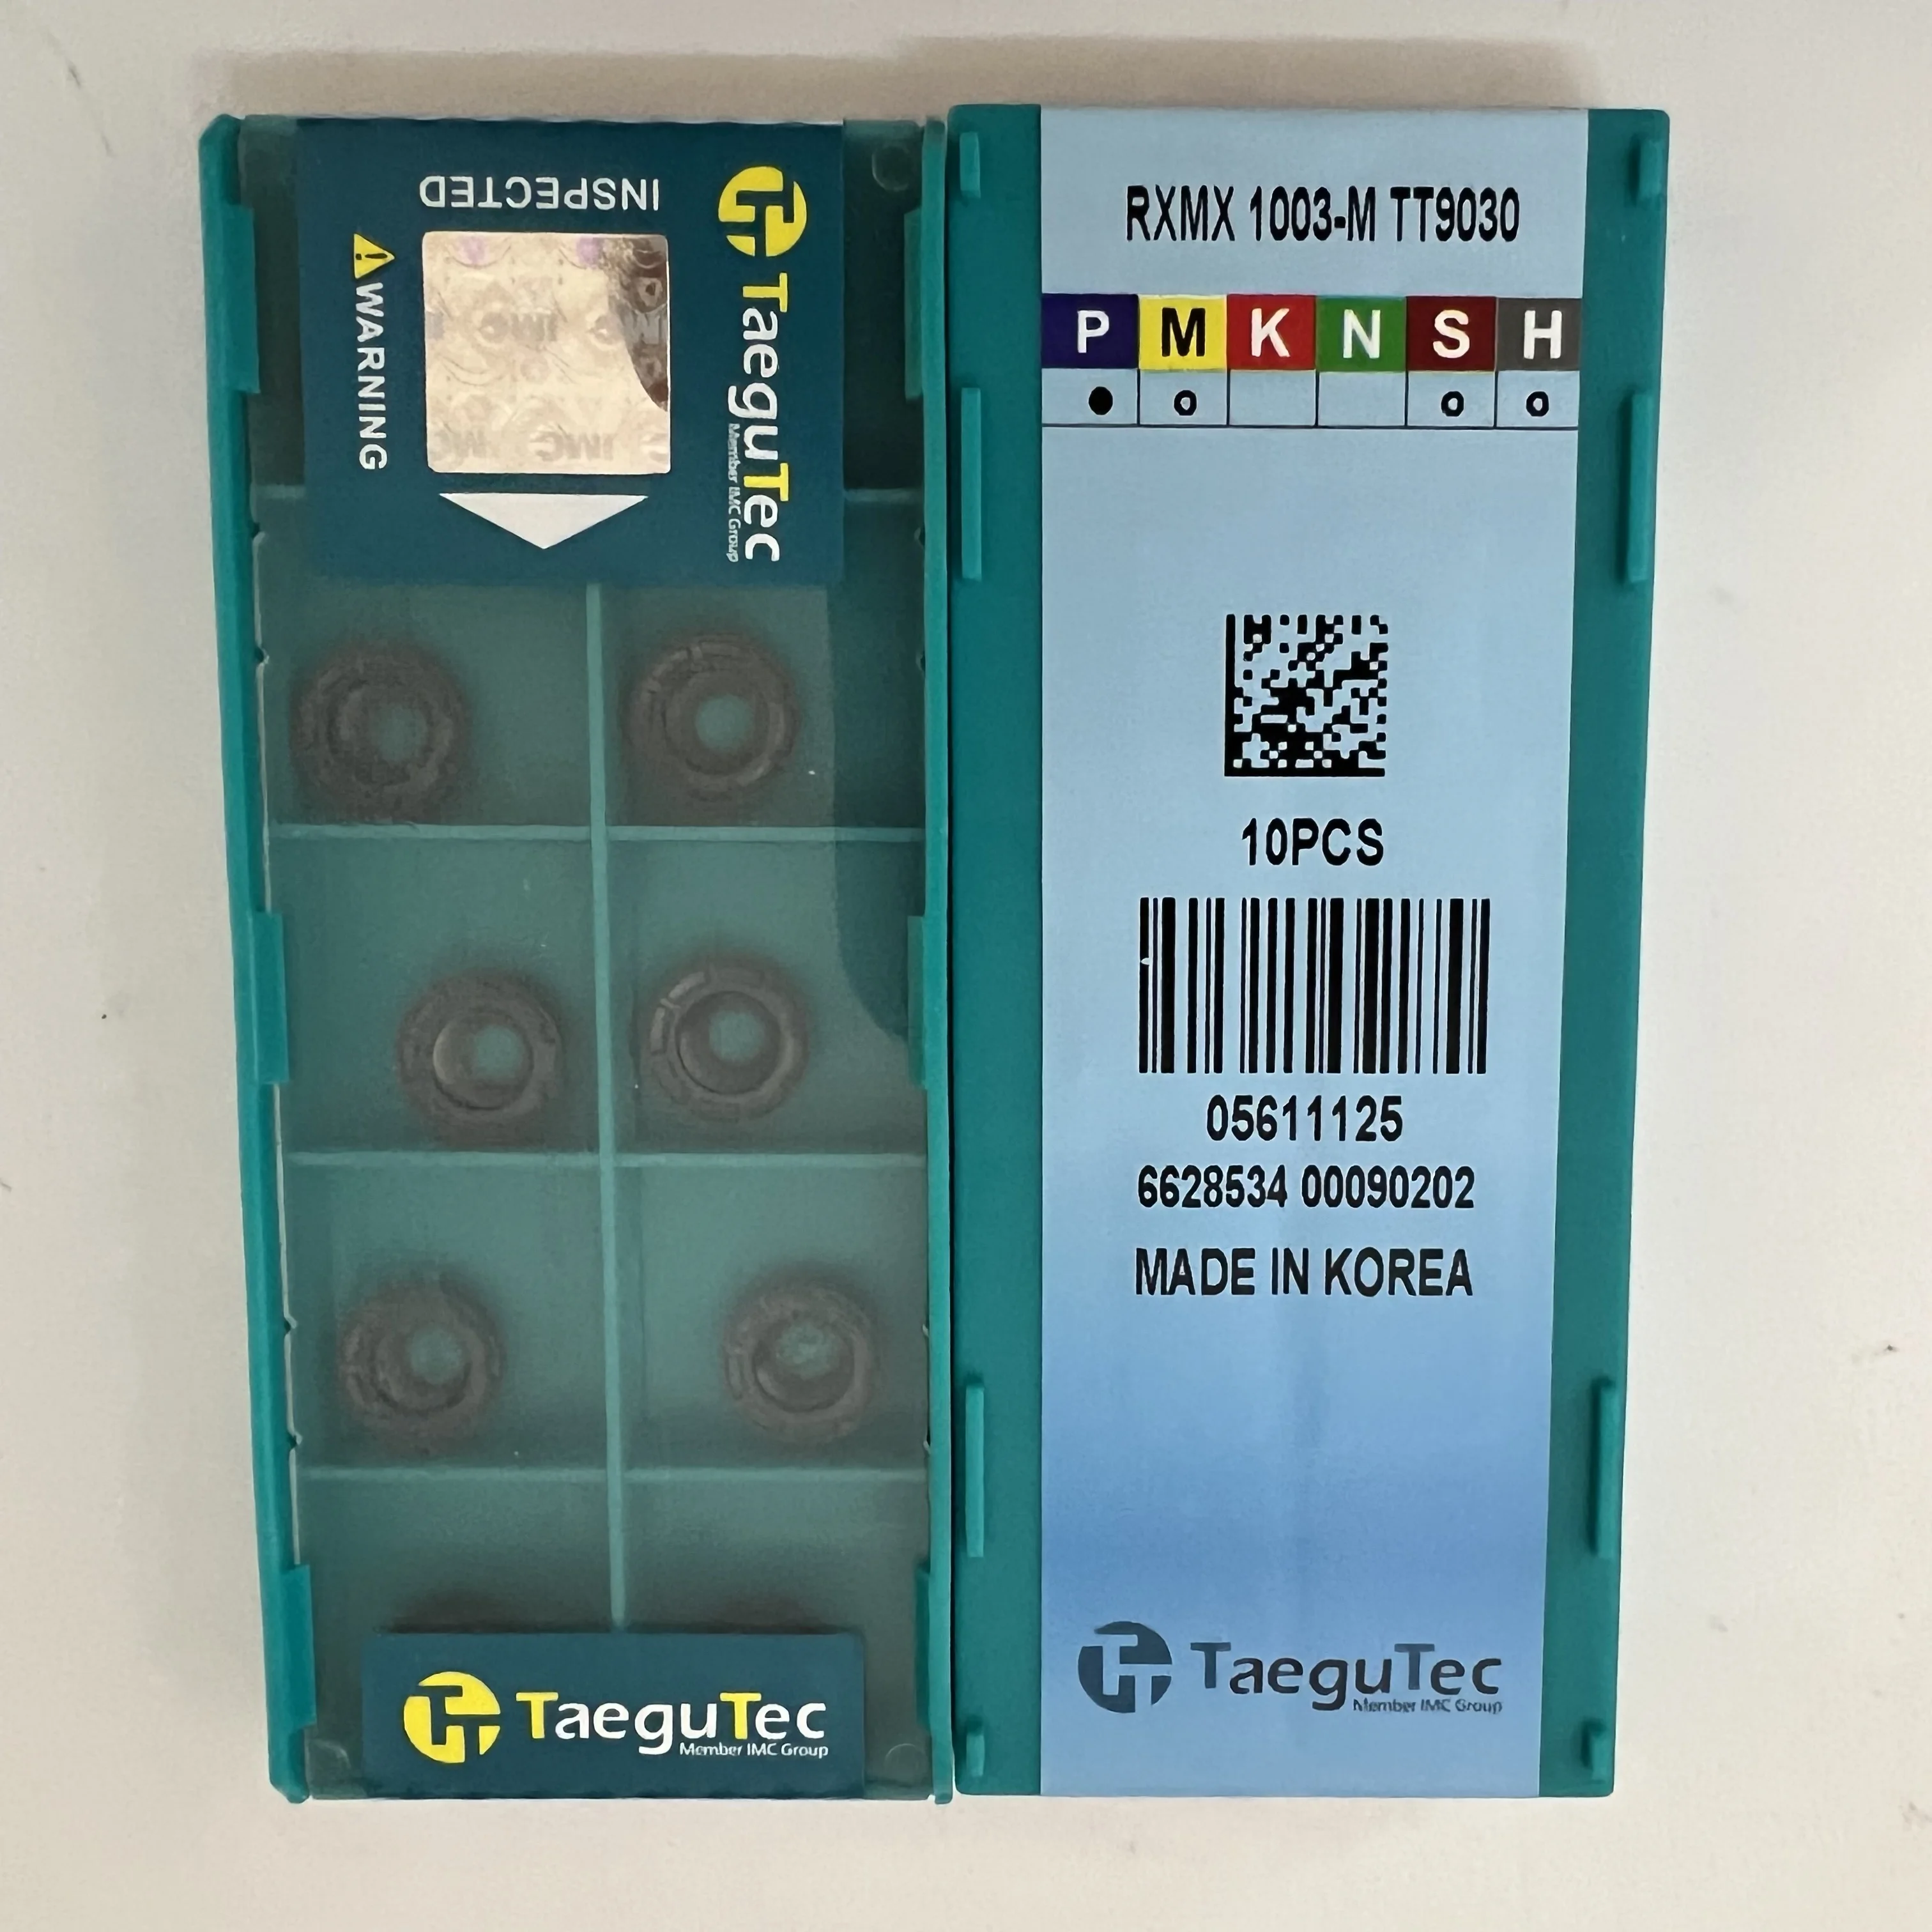 INSPECTED
WARNING
TaeguTec
Member IMC Group
IMC
TaeguTec
Member IMC Group
RXMX 1003-M TT9030
P M K N S H
10PCS
05611125
6628534 00090202
MADE IN KOREA
TaeguTec
Member IMC Group